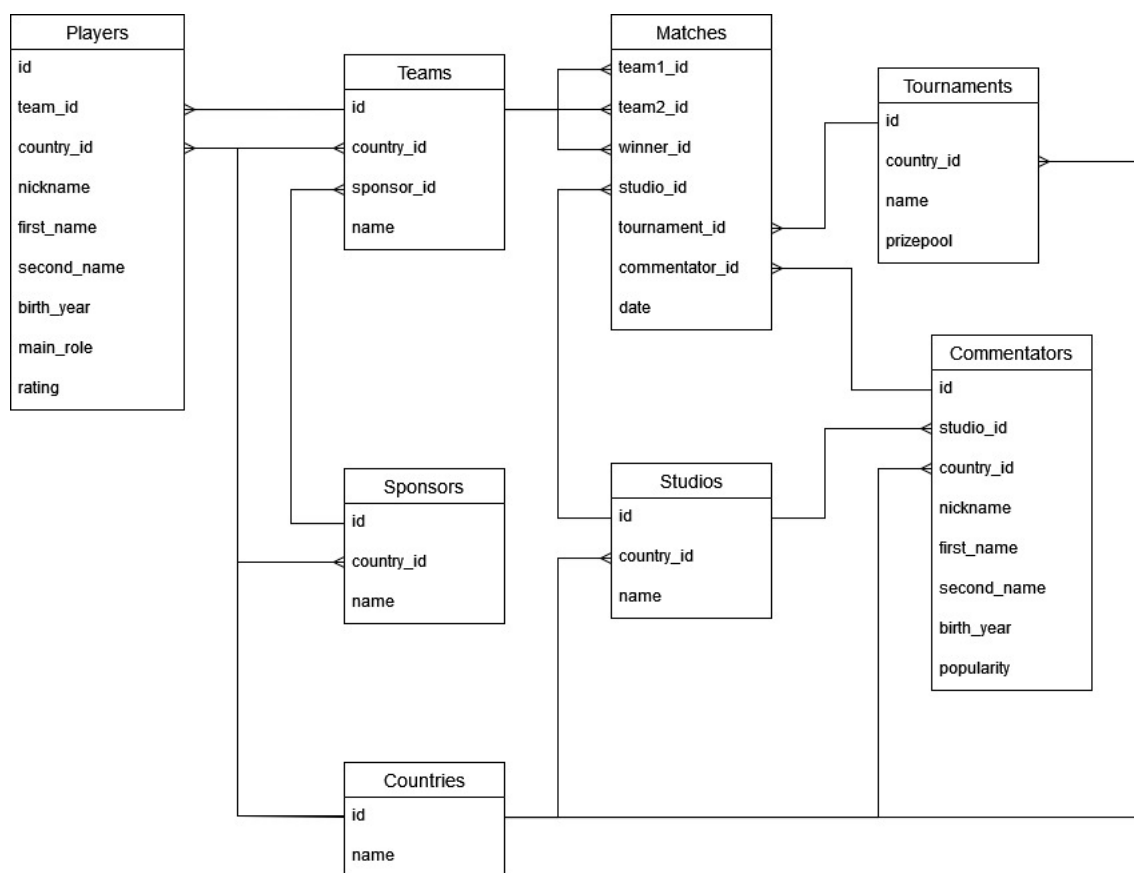 Players
id
team_id
country_id
nickname
first_name
second_name
birth_year
main_role
rating
Teams
id
country_id
sponsor_id
name
Matches
team1_id
team2_id
winner_id
studio_id
tournament_id
commentator_id
date
Tournaments
id
country_id
name
prizepool
Commentators
id
studio_id
country_id
nickname
first_name
second_name
birth_year
popularity
Sponsors
id
country_id
name
Studios
id
country_id
name
Countries
id
name